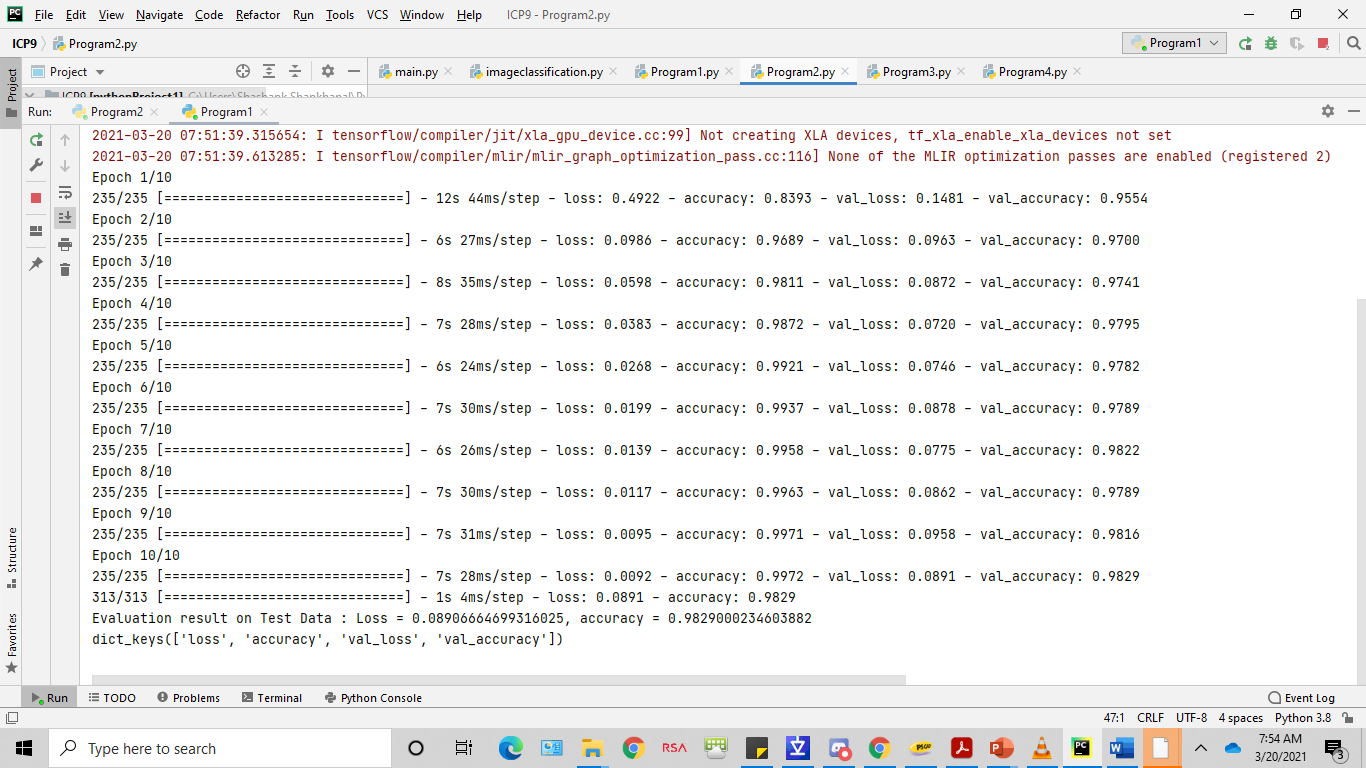 File Edit View Navigate Code Refactor Run Tools VCS Window Help ICP9 - Program2.py
ICP9 Program2.py Program1
Project main.py imageclassification.py Program1.py Program2.py Program3.py Program4.py
Project
ICP9 [pythonProject1]
Run: Program2 Program1
2021-03-20 07:51:39.315654: I tensorflow/compiler/jit/xla_gpu_device.cc:99] Not creating XLA devices, tf_xla_enable_xla_devices not set
2021-03-20 07:51:39.613285: I tensorflow/compiler/mlir/mlir_graph_optimization_pass.cc:116] None of the MLIR optimization passes are enabled (registered 2)
Epoch 1/10
235/235 [==============================] - 12s 44ms/step - loss: 0.4922 - accuracy: 0.8393 - val_loss: 0.1481 - val_accuracy: 0.9554
Epoch 2/10
235/235 [==============================] - 6s 27ms/step - loss: 0.0986 - accuracy: 0.9689 - val_loss: 0.0963 - val_accuracy: 0.9700
Epoch 3/10
235/235 [==============================] - 8s 35ms/step - loss: 0.0598 - accuracy: 0.9811 - val_loss: 0.0872 - val_accuracy: 0.9741
Epoch 4/10
235/235 [==============================] - 7s 28ms/step - loss: 0.0383 - accuracy: 0.9872 - val_loss: 0.0720 - val_accuracy: 0.9795
Epoch 5/10
235/235 [==============================] - 6s 24ms/step - loss: 0.0268 - accuracy: 0.9921 - val_loss: 0.0746 - val_accuracy: 0.9782
Epoch 6/10
235/235 [==============================] - 7s 30ms/step - loss: 0.0199 - accuracy: 0.9937 - val_loss: 0.0878 - val_accuracy: 0.9789
Epoch 7/10
235/235 [==============================] - 6s 26ms/step - loss: 0.0139 - accuracy: 0.9958 - val_loss: 0.0775 - val_accuracy: 0.9822
Epoch 8/10
235/235 [==============================] - 7s 30ms/step - loss: 0.0117 - accuracy: 0.9963 - val_loss: 0.0862 - val_accuracy: 0.9789
Epoch 9/10
235/235 [==============================] - 7s 31ms/step - loss: 0.0095 - accuracy: 0.9971 - val_loss: 0.0958 - val_accuracy: 0.9816
Epoch 10/10
235/235 [==============================] - 7s 28ms/step - loss: 0.0092 - accuracy: 0.9972 - val_loss: 0.0891 - val_accuracy: 0.9829
313/313 [==============================] - 1s 4ms/step - loss: 0.0891 - accuracy: 0.9829
Evaluation result on Test Data : Loss = 0.08906664699316025, accuracy = 0.9829000234603882
dict_keys(['loss', 'accuracy', 'val_loss', 'val_accuracy'])
Structure
Favorites
Run TODO Problems Terminal Python Console Event Log
47:1 CRLF UTF-8 4 spaces Python 3.8
Type here to search RSA 7:54 AM
3/20/2021 3